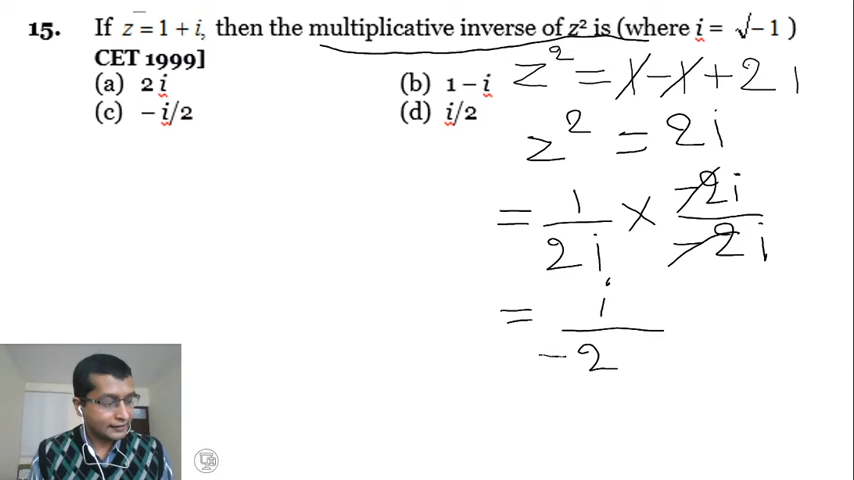 15. If z = 1 + i, then the multiplicative inverse of z² is (where i = √-1 )
CET 1999]
(a) 2 i (b) 1 − i
(c) − i/2 (d) i/2
z² = 1 - 1 + 2 i
z² = 2i
= 1/2i × -2i/-2i
= i/-2